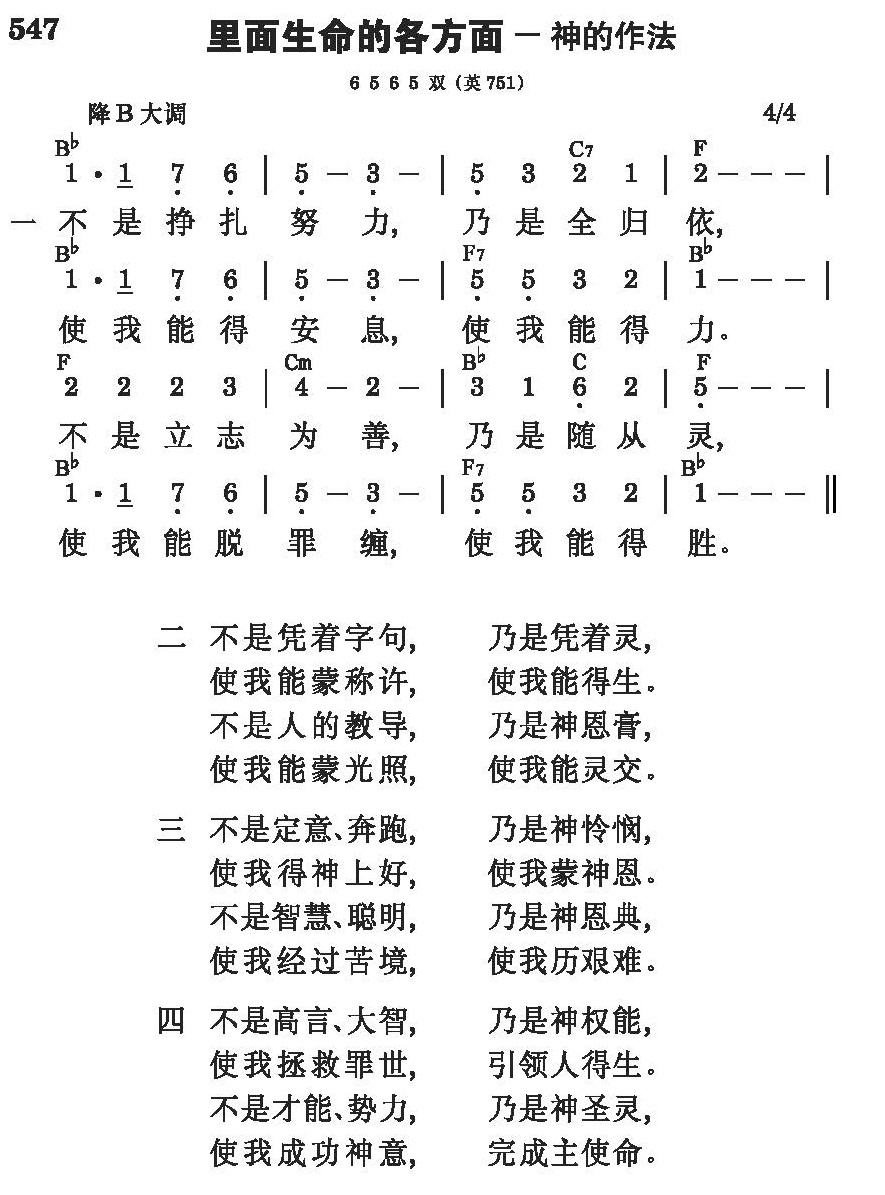 547
里面生命的各方面 — 神的作法
6 5 6 5 双 (英 751)
降 B 大调 4/4
B♭ C7 F
1 · 1 7 6 | 5 — 3 — | 5 3 2 1 | 2 — — — |
一 不 是 挣 扎 努 力, 乃 是 全 归 依,
B♭ F7 B♭
1 · 1 7 6 | 5 — 3 — | 5 5 3 2 | 1 — — — |
使 我 能 得 安 息, 使 我 能 得 力。
F Cm B♭ C F
2 2 2 3 | 4 — 2 — | 3 1 6 2 | 5 — — — |
不 是 立 志 为 善, 乃 是 随 从 灵,
B♭ F7 B♭
1 · 1 7 6 | 5 — 3 — | 5 5 3 2 | 1 — — — ‖
使 我 能 脱 罪 缠, 使 我 能 得 胜。
二 不是凭着字句, 乃是凭着灵,
使我能蒙称许, 使我能得生。
不是人的教导, 乃是神恩膏,
使我能蒙光照, 使我能灵交。
三 不是定意、奔跑, 乃是神怜悯,
使我得神上好, 使我蒙神恩。
不是智慧、聪明, 乃是神恩典,
使我经过苦境, 使我历艰难。
四 不是高言、大智, 乃是神权能,
使我拯救罪世, 引领人得生。
不是才能、势力, 乃是神圣灵,
使我成功神意, 完成主使命。